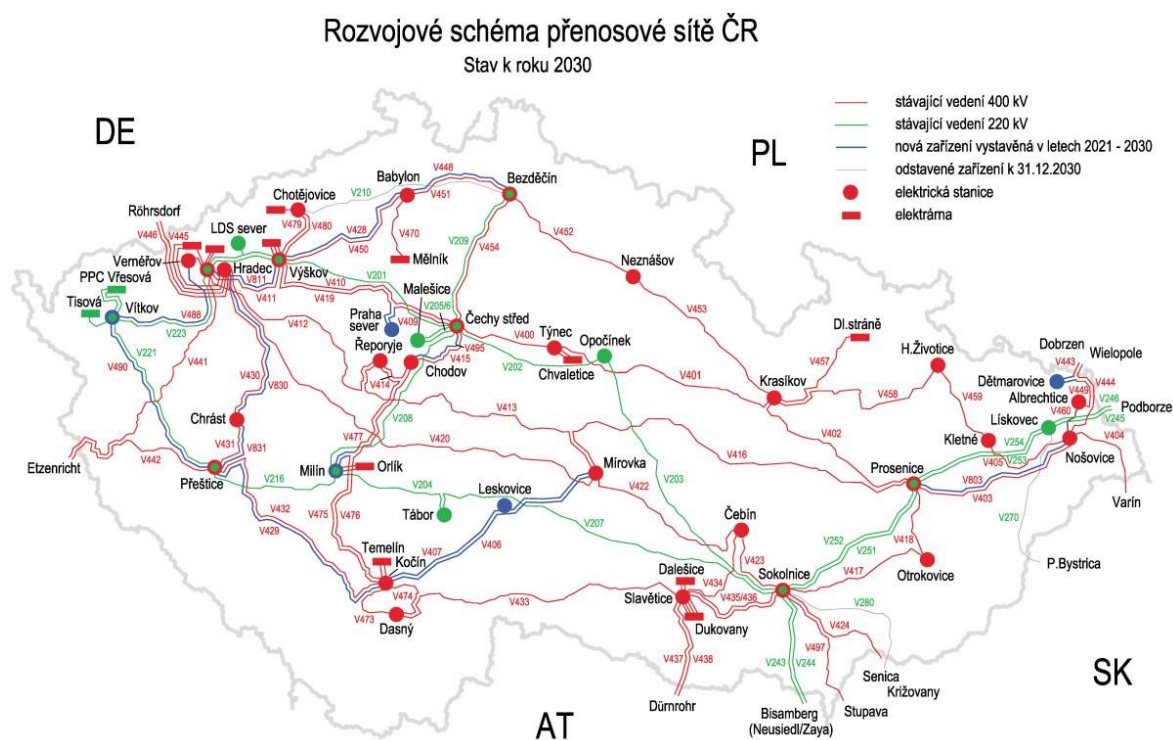 Rozvojové schéma přenosové sítě ČR
Stav k roku 2030
DE
PL
AT
SK
stávající vedení 400 kV
stávající vedení 220 kV
nová zařízení vystavěná v letech 2021 - 2030
odstavené zařízení k 31.12.2030
elektrická stanice
elektrárna
V448
Babylon
V451
Bezděčín
Chotějovice
V210
Röhrsdorf
LDS sever
V479
V480
V428
V450
V470
V209
V454
V452
V446
V445
Vernéřov
Mělník
Neznášov
PPC Vřesová
Hradec
V811
Výškov
V201
V410
Malešice
Tisová
Vítkov
V411
V419
V205/6
V453
V488
V223
V412
Praha
sever
V409
Čechy střed
V400
Týnec
Opočínek
Dl.stráně
Dobrzen
V443
Wielopole
V221
V490
V441
Řeporyje
V495
V415
V414
Chodov
V202
Chvaletice
V457
H.Životice
Dětmarovice
V444
Albrechtice
V449
V246
V245
V430
V830
V401
Krasíkov
V458
V459
V460
Podborze
V208
V413
Lískovec
Chrást
V402
Kletné
V254
V253
V405
V404
V431
V831
V477
V420
V416
Nošovice
Etzenricht
V442
Přeštice
Milín
Orlík
Mírovka
Prosenice
V803
V403
Varín
V216
V204
Leskovice
V422
V203
V432
V429
V475
V476
Tábor
V207
Čebín
V252
V251
V418
V270
Temelín
Kočín
V407
V406
V423
V417
Otrokovice
P.Bystrica
Dalešice
V434
Sokolnice
V474
V433
Slavětice
V435/436
V473
Dasný
Dukovany
V280
V424
V497
V437
V438
V243
V244
Senica
Križovany
Dürnrohr
Bisamberg
(Neusiedl/Zaya)
Stupava